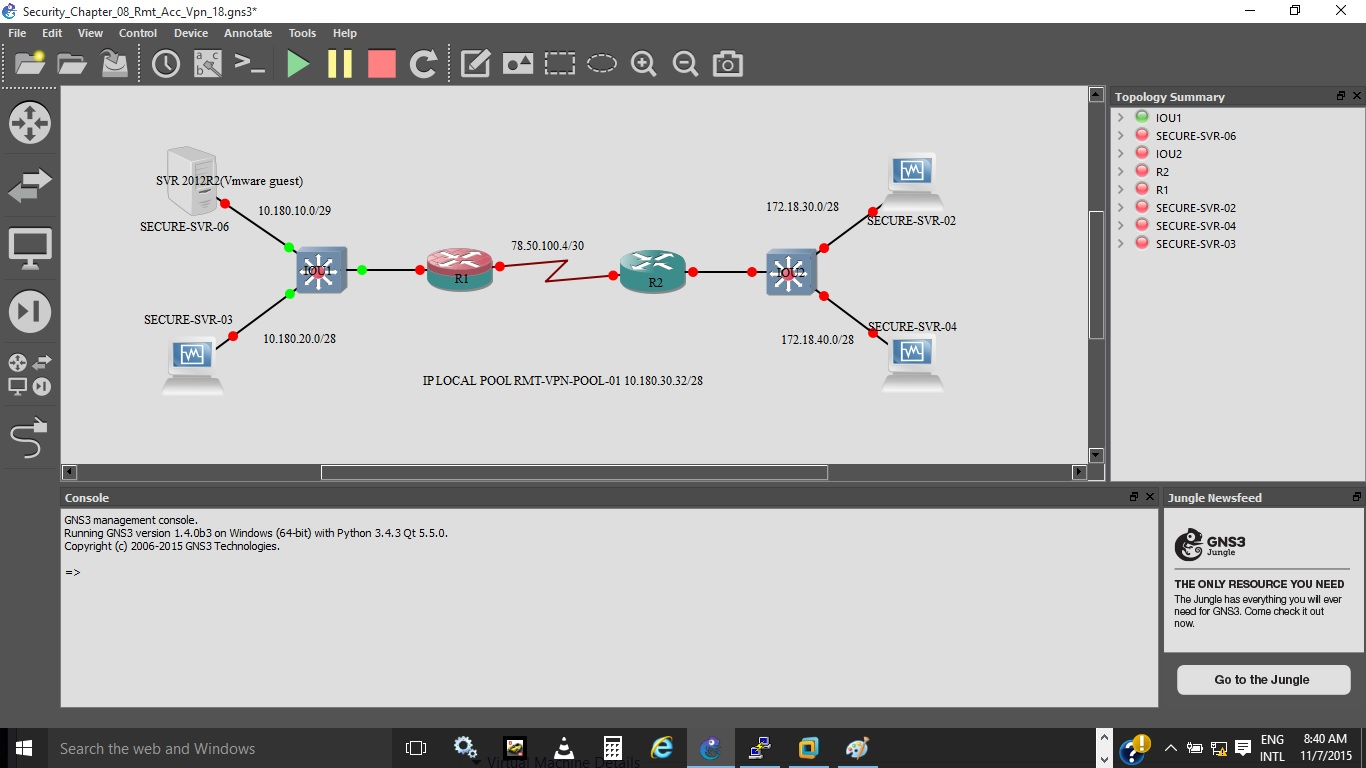 Security_Chapter_08_Rmt_Acc_Vpn_18.gns3*
File Edit View Control Device Annotate Tools Help
SVR 2012R2(Vmware guest)
SECURE-SVR-06
10.180.10.0/29
IOU1
SECURE-SVR-03
10.180.20.0/28
R1
78.50.100.4/30
R2
IOU2
172.18.30.0/28
SECURE-SVR-02
SECURE-SVR-04
172.18.40.0/28
IP LOCAL POOL RMT-VPN-POOL-01 10.180.30.32/28
Topology Summary
IOU1
SECURE-SVR-06
IOU2
R2
R1
SECURE-SVR-02
SECURE-SVR-04
SECURE-SVR-03
Console
GNS3 management console.
Running GNS3 version 1.4.0b3 on Windows (64-bit) with Python 3.4.3 Qt 5.5.0.
Copyright (c) 2006-2015 GNS3 Technologies.
=>
Jungle Newsfeed
GNS3
Jungle
THE ONLY RESOURCE YOU NEED
The Jungle has everything you will ever
need for GNS3. Come check it out
now.
Go to the Jungle
Search the web and Windows
Virtual Machine Details
ENG
INTL
8:40 AM
11/7/2015